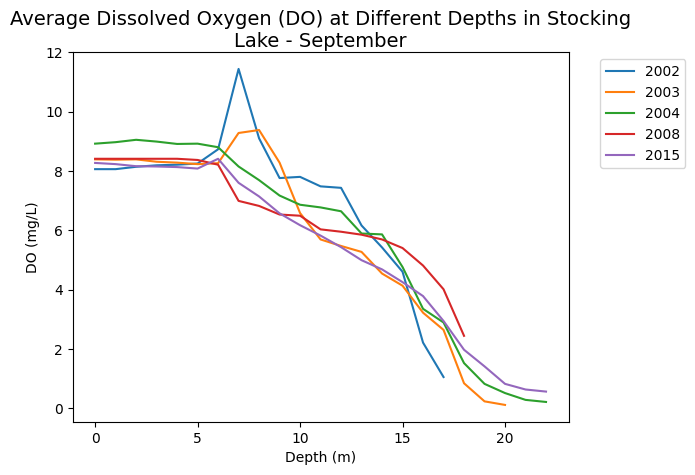 Average Dissolved Oxygen (DO) at Different Depths in Stocking
Lake - September
2002
2003
2004
2008
2015
DO (mg/L)
12
10
8
6
4
2
0
0 5 10 15 20
Depth (m)